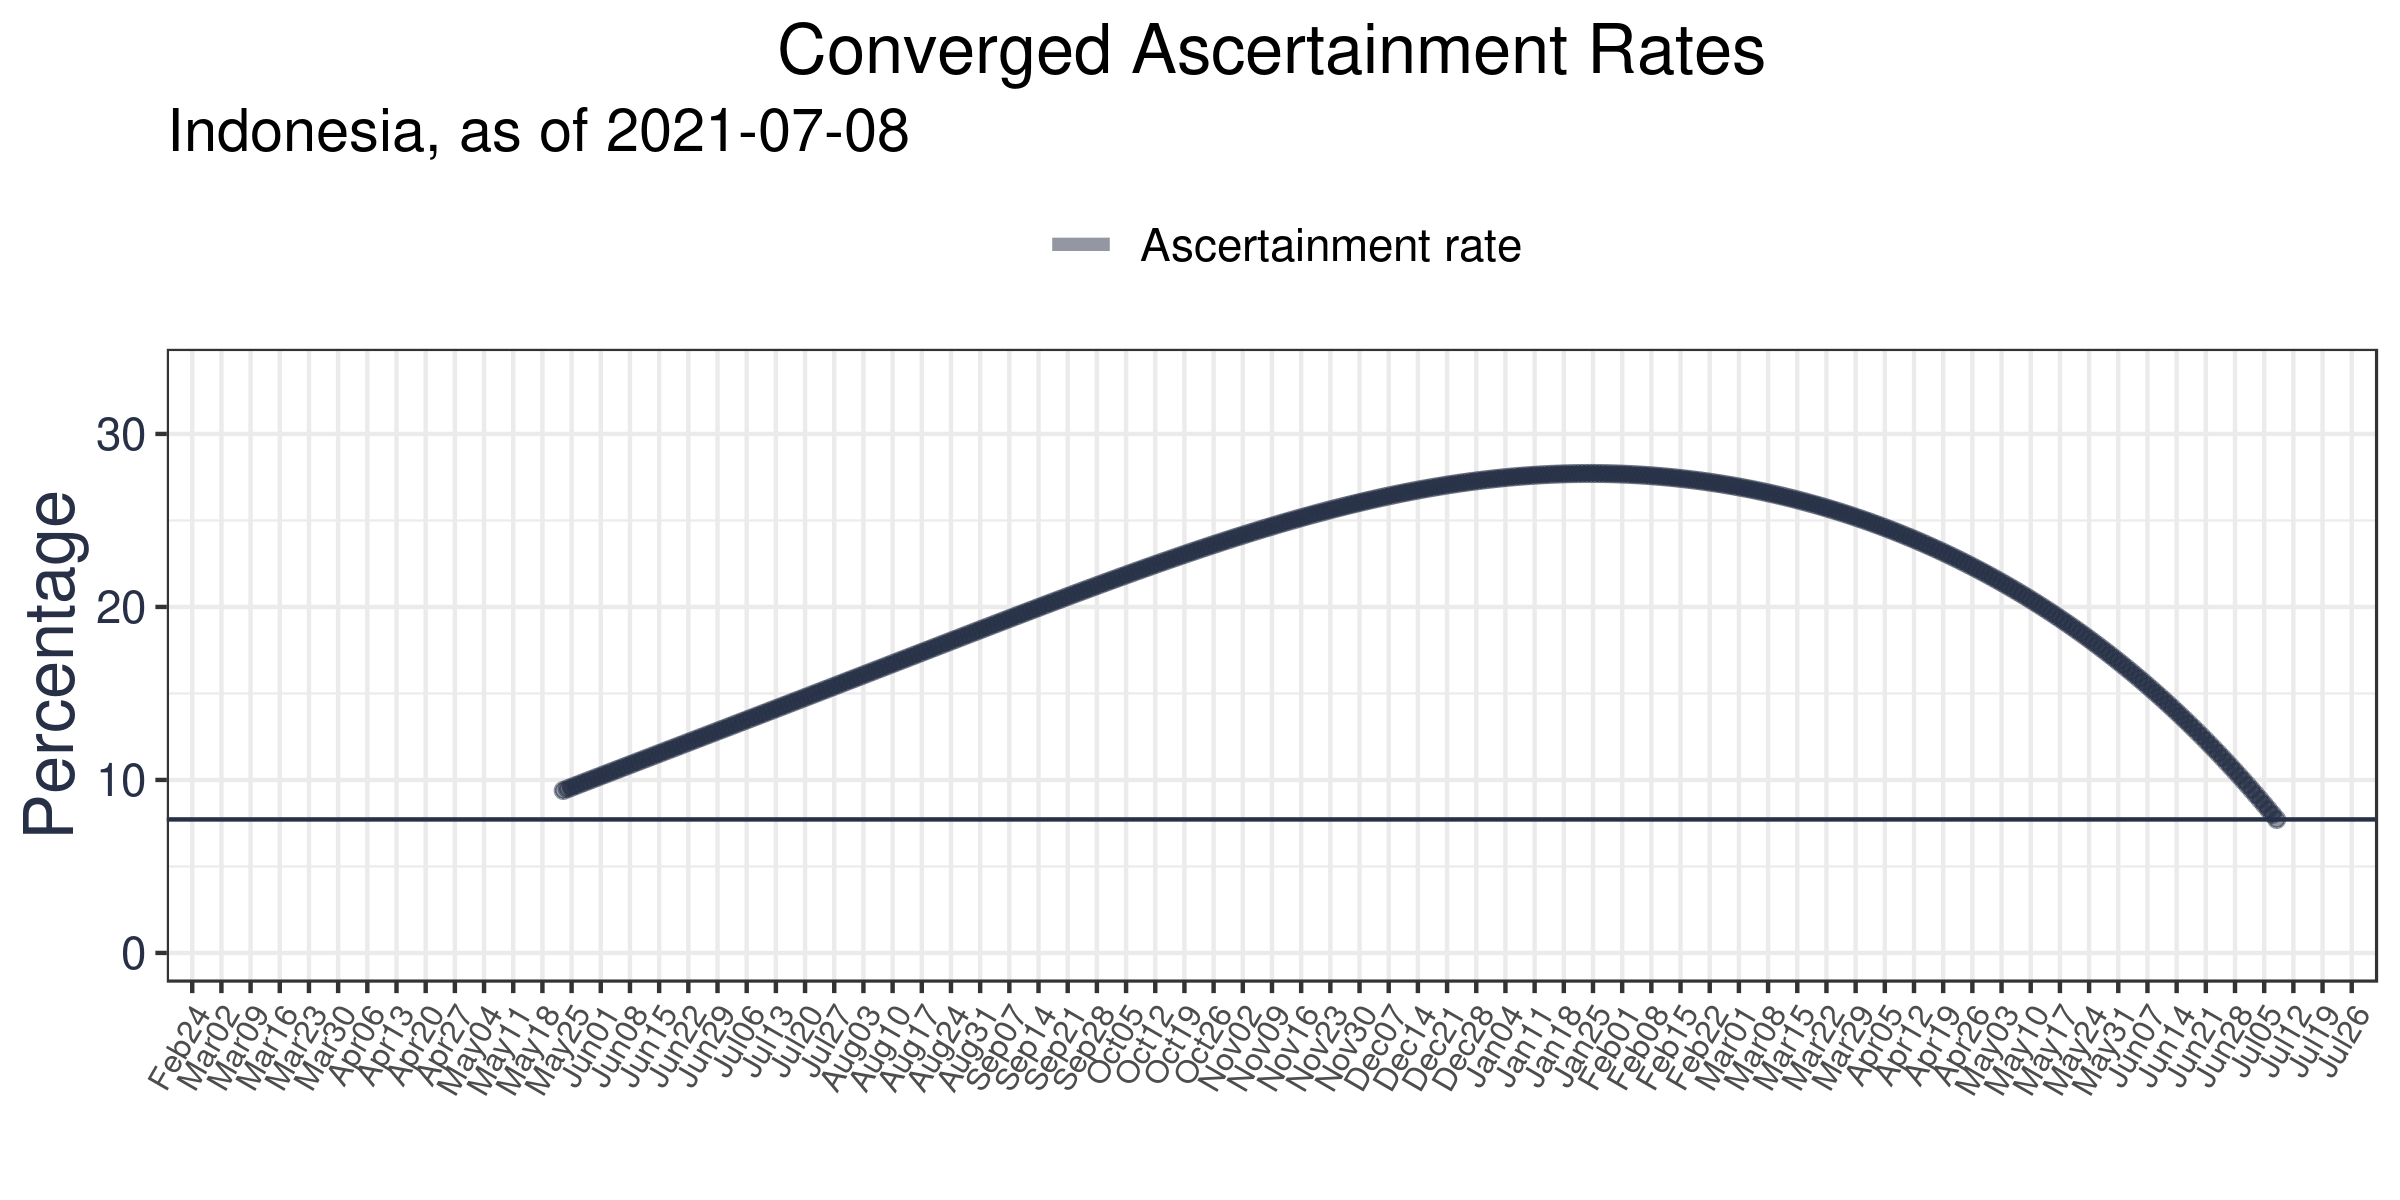 Converged Ascertainment Rates
Indonesia, as of 2021-07-08
Ascertainment rate
Percentage
30
20
10
0
Feb24 Mar02 Mar09 Mar16 Mar23 Mar30 Apr06 Apr13 Apr20 Apr27 May04 May11 May18 May25 Jun01 Jun08 Jun15 Jun22 Jun29 Jul06 Jul13 Jul20 Jul27 Aug03 Aug10 Aug17 Aug24 Aug31 Sep07 Sep14 Sep21 Sep28 Oct05 Oct12 Oct19 Oct26 Nov02 Nov09 Nov16 Nov23 Nov30 Dec07 Dec14 Dec21 Dec28 Jan04 Jan11 Jan18 Jan25 Feb01 Feb08 Feb15 Feb22 Mar01 Mar08 Mar15 Mar22 Mar29 Apr05 Apr12 Apr19 Apr26 May03 May10 May17 May24 May31 Jun07 Jun14 Jun21 Jun28 Jul05 Jul12 Jul19 Jul26